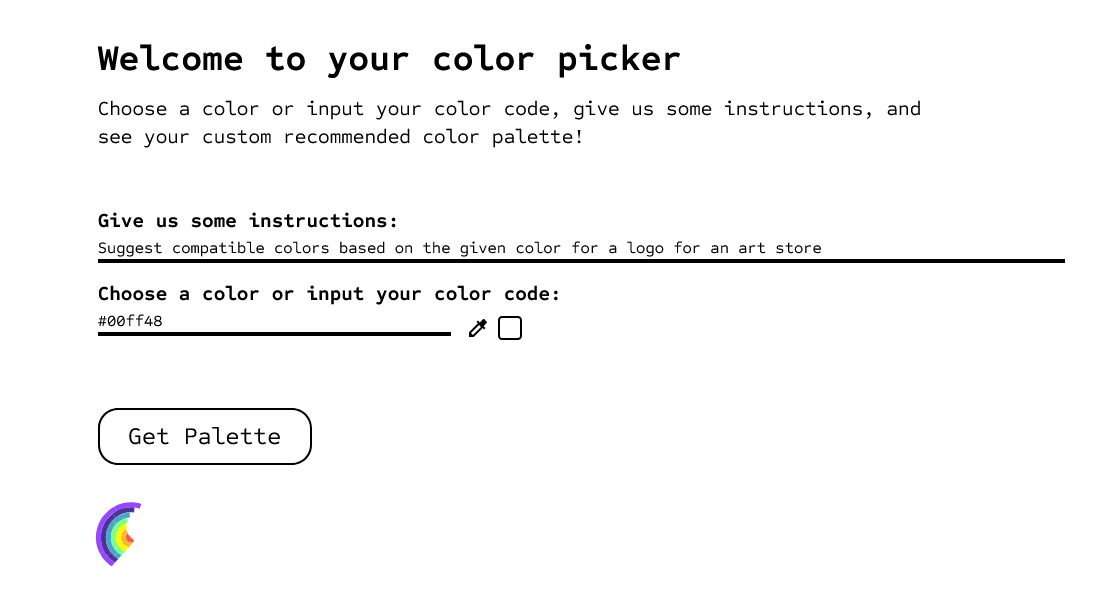 Welcome to your color picker
Choose a color or input your color code, give us some instructions, and
see your custom recommended color palette!
Give us some instructions:
Suggest compatible colors based on the given color for a logo for an art store
Choose a color or input your color code:
#00ff48
Get Palette